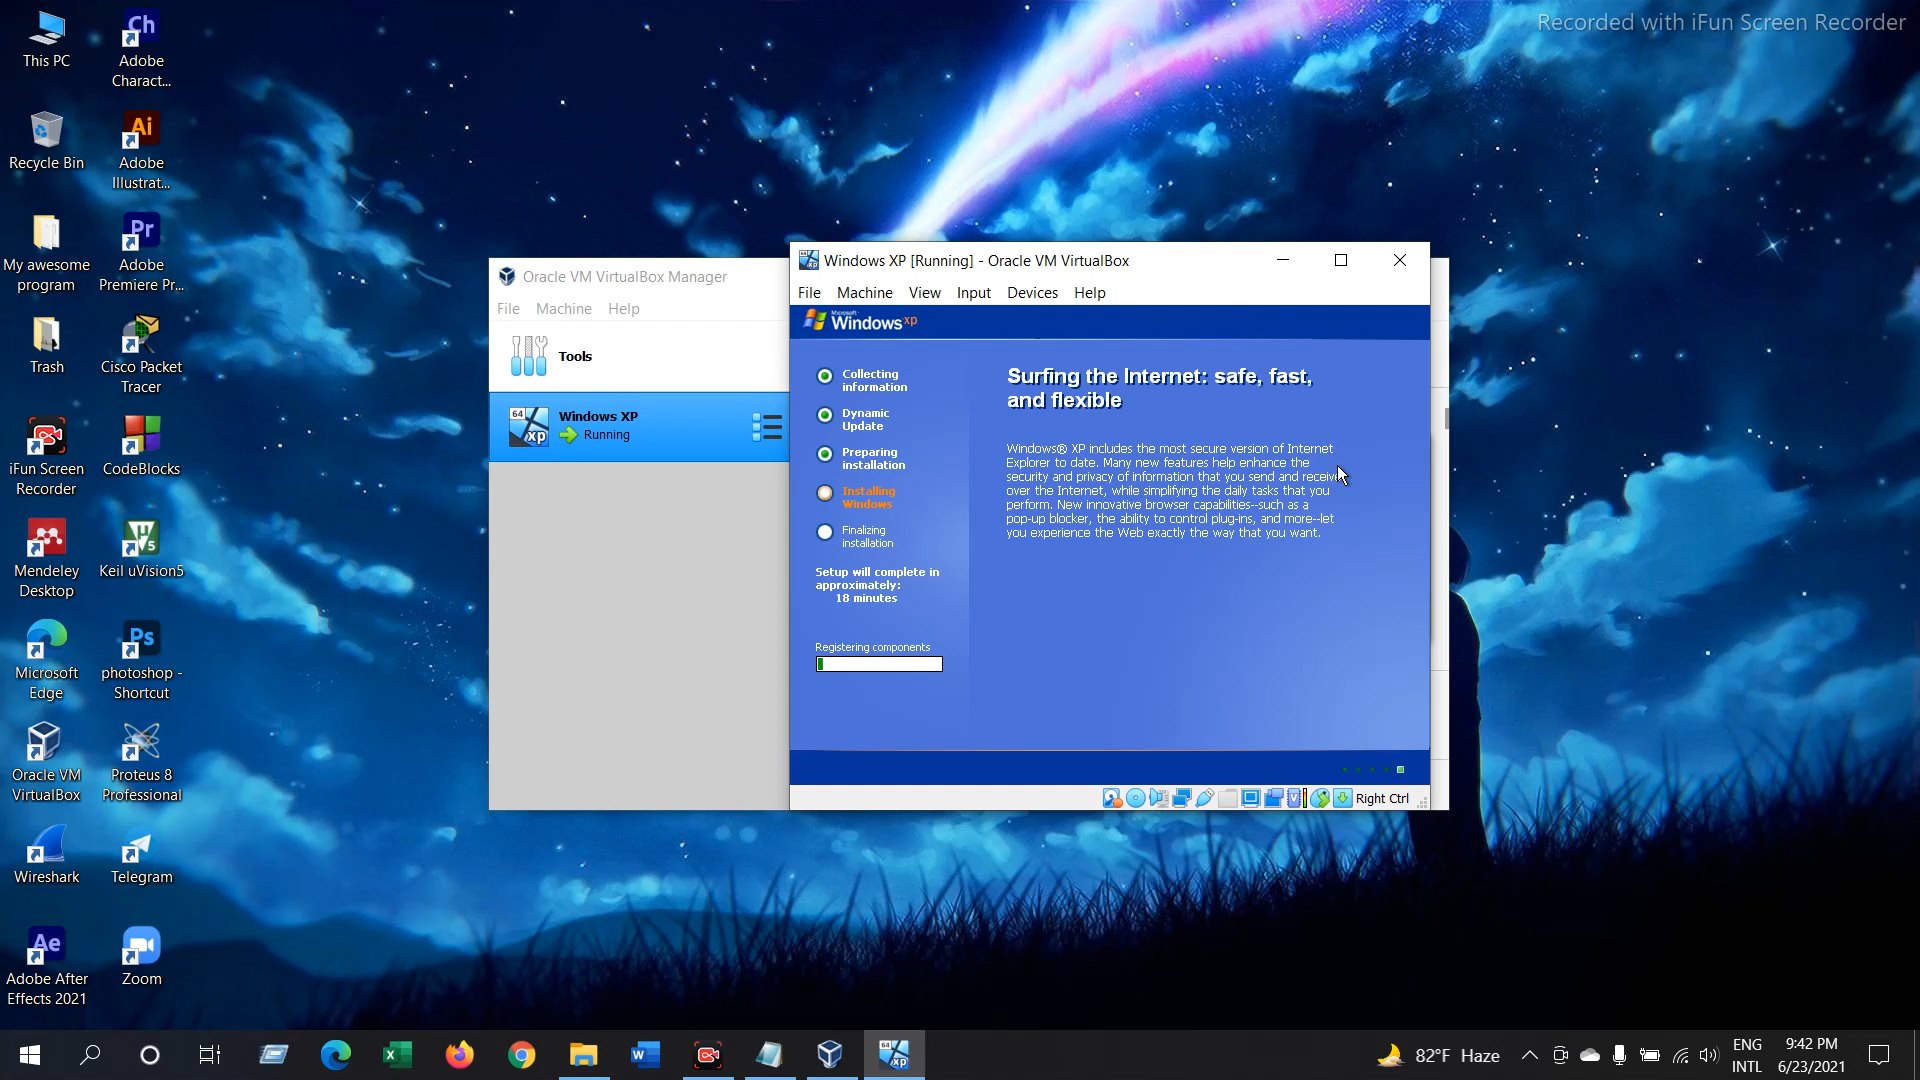 Recorded with iFun Screen Recorder
This PC
Ch
Adobe
Charact...
Recycle Bin
Ai
Adobe
Illustrat...
My awesome
program
Pr
Adobe
Premiere Pr...
Trash
Cisco Packet
Tracer
iFun Screen
Recorder
CodeBlocks
Mendeley
Desktop
Keil uVision5
Microsoft
Edge
Ps
photoshop -
Shortcut
Oracle VM
VirtualBox
Proteus 8
Professional
Wireshark
Telegram
Ae
Adobe After
Effects 2021
Zoom
Oracle VM VirtualBox Manager
File Machine Help
Tools
64
xp
Windows XP
Running
Windows XP [Running] - Oracle VM VirtualBox
File Machine View Input Devices Help
Microsoft
Windows xp
Collecting
information
Dynamic
Update
Preparing
installation
Installing
Windows
Finalizing
installation
Setup will complete in
approximately:
18 minutes
Registering components
Surfing the Internet: safe, fast,
and flexible
Windows® XP includes the most secure version of Internet
Explorer to date. Many new features help enhance the
security and privacy of information that you send and receive
over the Internet, while simplifying the daily tasks that you
perform. New innovative browser capabilities--such as a
pop-up blocker, the ability to control plug-ins, and more--let
you experience the Web exactly the way that you want.
Right Ctrl
82°F Haze
ENG
INTL
9:42 PM
6/23/2021